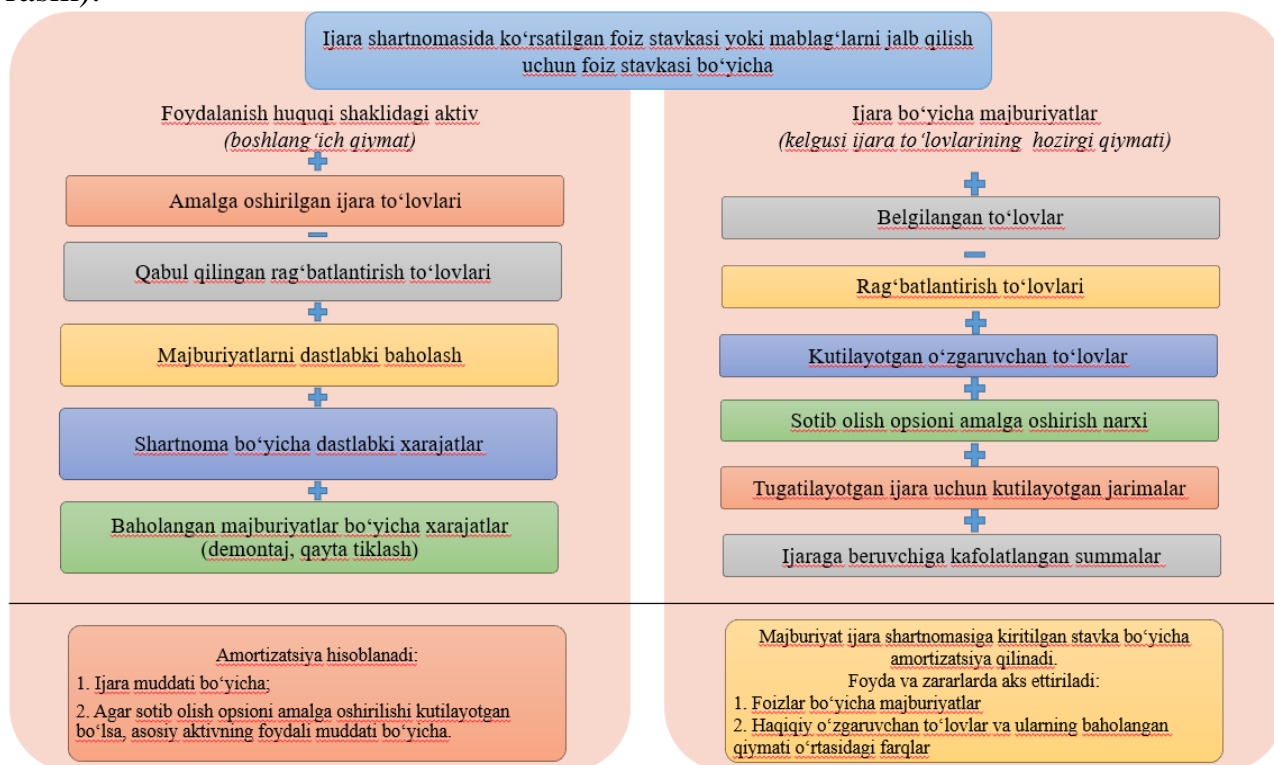 Ijara shartnomasida ko‘rsatilgan foiz stavkasi yoki mablag‘larni jalb qilish
uchun foiz stavkasi bo‘yicha
Foydalanish huquqi shaklidagi aktiv
(boshlang‘ich qiymat)
Amalga oshirilgan ijara to‘lovlari
Qabul qilingan rag‘batlantirish to‘lovlari
Majburiyatlarni dastlabki baholash
Shartnoma bo‘yicha dastlabki xarajatlar
Baholangan majburiyatlar bo‘yicha xarajatlar
(demontaj, qayta tiklash)
Amortizatsiya hisoblanadi:
1. Ijara muddati bo‘yicha;
2. Agar sotib olish opsioni amalga oshirilishi kutilayotgan
bo‘lsa, asosiy aktivning foydali muddati bo‘yicha.
Ijara bo‘yicha majburiyatlar
(kelgusi ijara to‘lovlarining hozirgi qiymati)
Belgilangan to‘lovlar
Rag‘batlantirish to‘lovlari
Kutilayotgan o‘zgaruvchan to‘lovlar
Sotib olish opsioni amalga oshirish narxi
Tugatilayotgan ijara uchun kutilayotgan jarimalar
Ijaraga beruvchiga kafolatlangan summalar
Majburiyat ijara shartnomasiga kiritilgan stavka bo‘yicha
amortizatsiya qilinadi.
Foyda va zararlarda aks ettiriladi:
1. Foizlar bo‘yicha majburiyatlar
2. Haqiqiy o‘zgaruvchan to‘lovlar va ularning baholangan
qiymati o‘rtasidagi farqlar